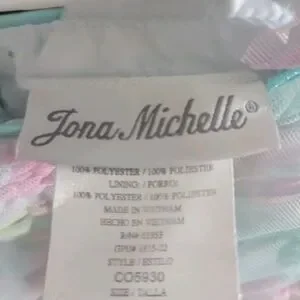 Jona Michelle®
100% POLYESTER / 100% POLIESTER
LINING: / FORRO:
100% POLYESTER / 100% POLIESTER
MADE IN VIETNAM
HECHO EN VIETNAM
RN#
STYLE / ESTILO
CO5930
SIZE / TALLA